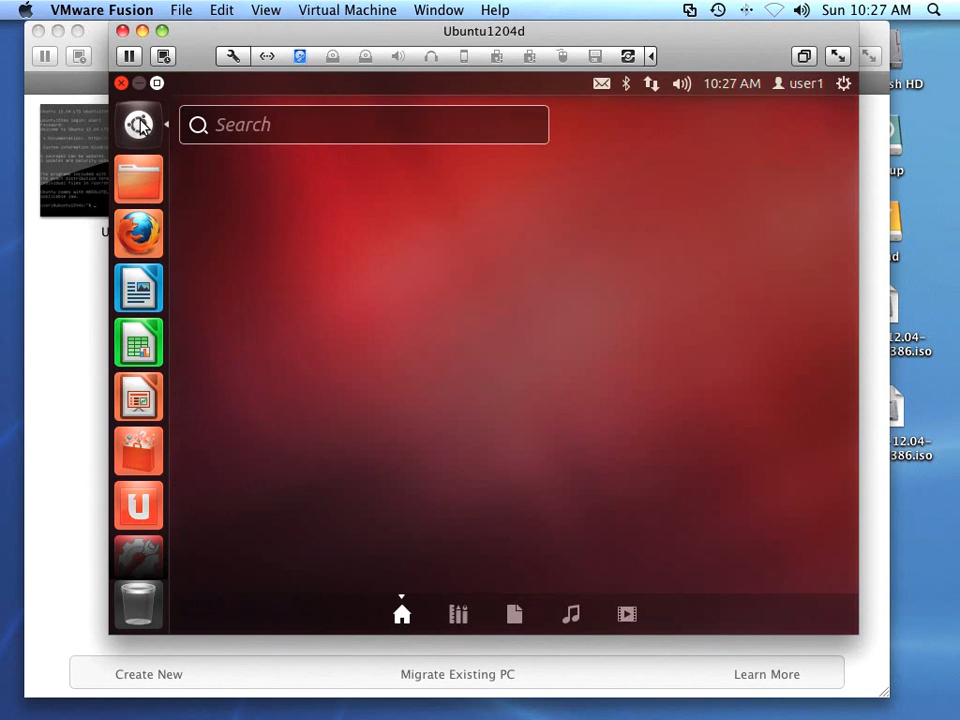 VMware Fusion File Edit View Virtual Machine Window Help Sun 10:27 AM
Ubuntu1204d
sh HD
10:27 AM user1
Search
up
U
nd
12.04-
386.iso
12.04-
386.iso
Create New Migrate Existing PC Learn More